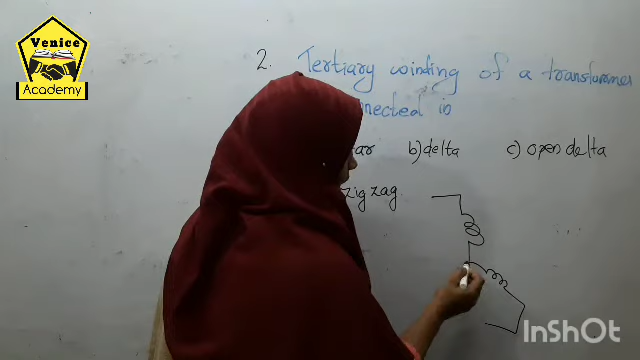 Venice
Academy
2. Tertiary winding of a transformer
nected in
ar b) delta c) open delta
zig zag
InShOt